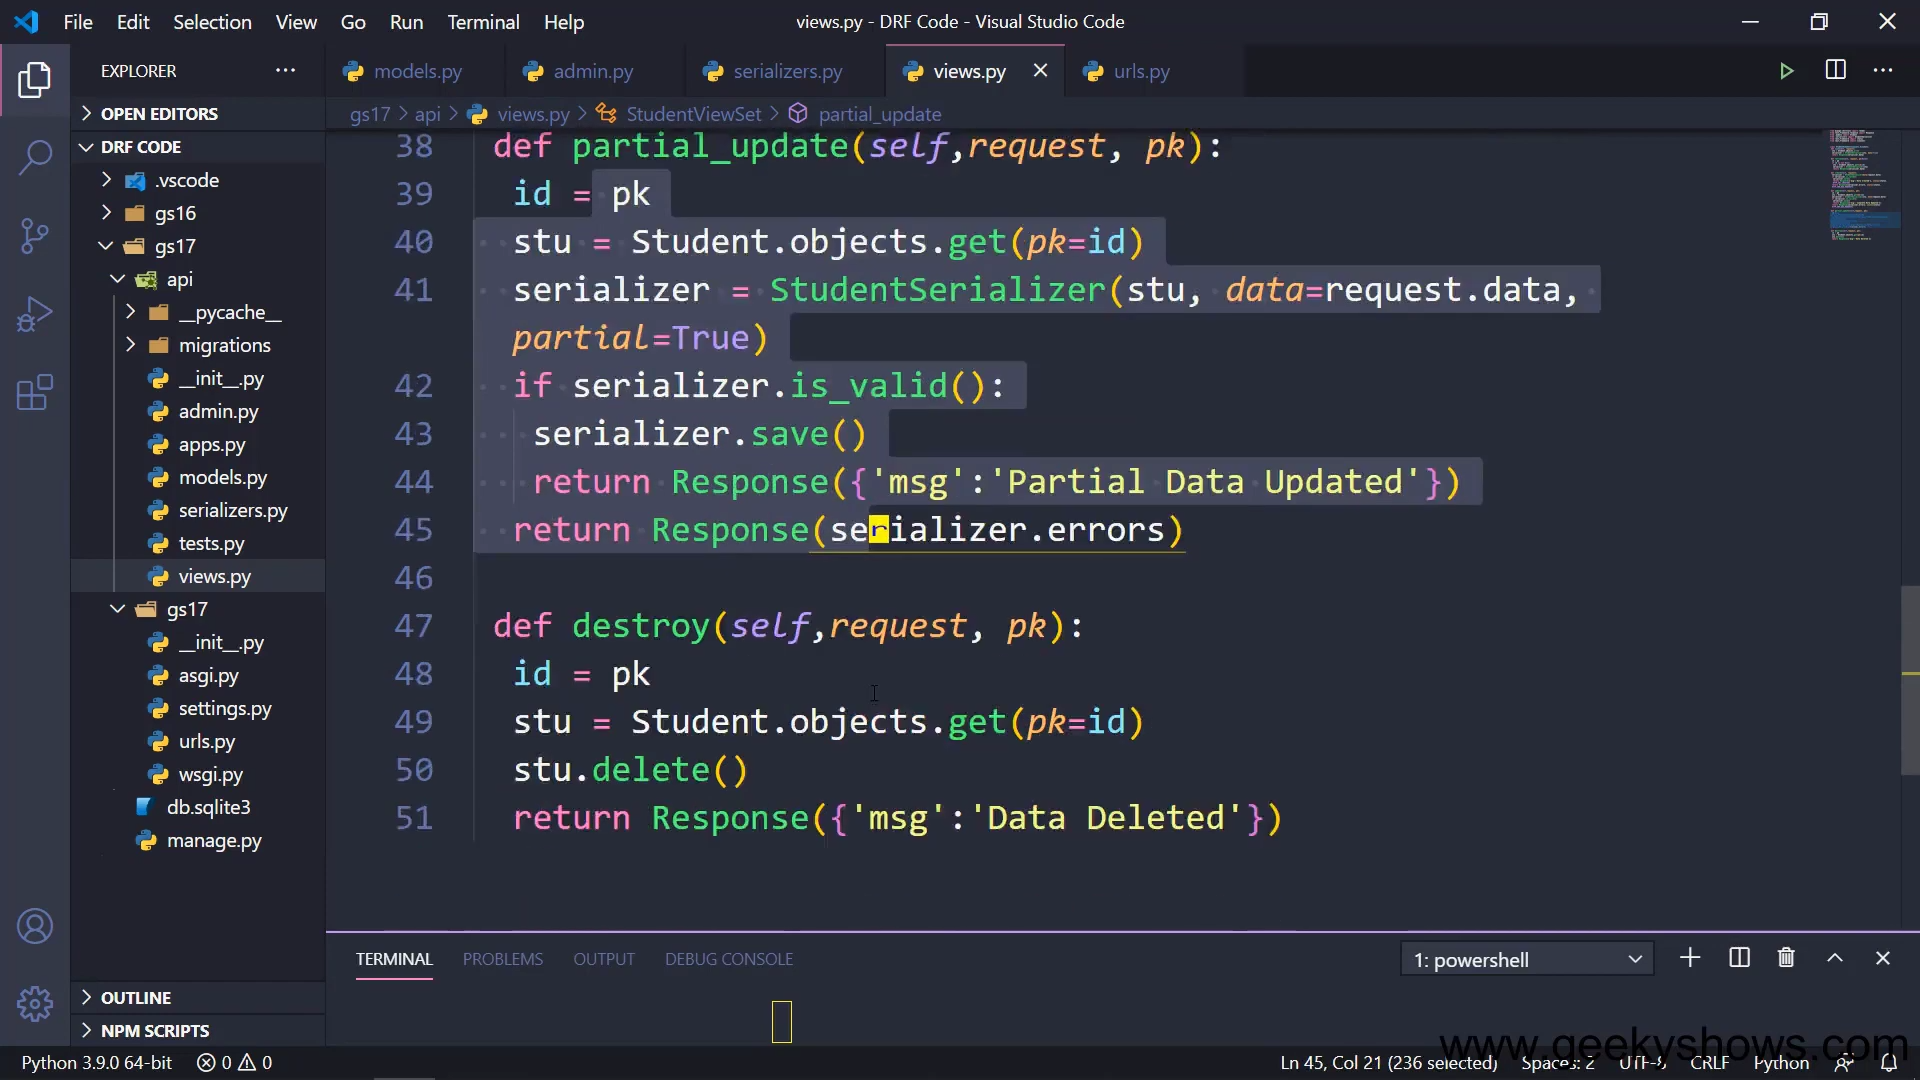 File Edit Selection View Go Run Terminal Help
views.py - DRF Code - Visual Studio Code
EXPLORER
models.py admin.py serializers.py views.py urls.py
OPEN EDITORS
DRF CODE
.vscode
gs16
gs17
api
__pycache__
migrations
__init__.py
admin.py
apps.py
models.py
serializers.py
tests.py
views.py
gs17
__init__.py
asgi.py
settings.py
urls.py
wsgi.py
db.sqlite3
manage.py
OUTLINE
NPM SCRIPTS
gs17 > api > views.py > StudentViewSet > partial_update
38 def partial_update(self,request, pk):
39 id = pk
40 stu = Student.objects.get(pk=id)
41 serializer = StudentSerializer(stu, data=request.data,
partial=True)
42 if serializer.is_valid():
43 serializer.save()
44 return Response({'msg':'Partial Data Updated'})
45 return Response(serializer.errors)
46
47 def destroy(self,request, pk):
48 id = pk
49 stu = Student.objects.get(pk=id)
50 stu.delete()
51 return Response({'msg':'Data Deleted'})
TERMINAL PROBLEMS OUTPUT DEBUG CONSOLE
1: powershell
www.geekyshows.com
Python 3.9.0 64-bit 0 0
Ln 45, Col 21 (236 selected) Spaces: 2 UTF-8 CRLF Python